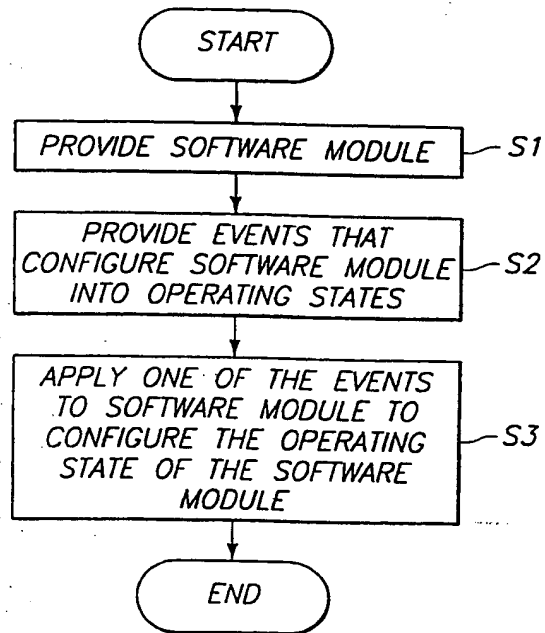 START
PROVIDE SOFTWARE MODULE
S1
PROVIDE EVENTS THAT
CONFIGURE SOFTWARE MODULE
INTO OPERATING STATES
S2
APPLY ONE OF THE EVENTS
TO SOFTWARE MODULE TO
CONFIGURE THE OPERATING
STATE OF THE SOFTWARE
MODULE
S3
END